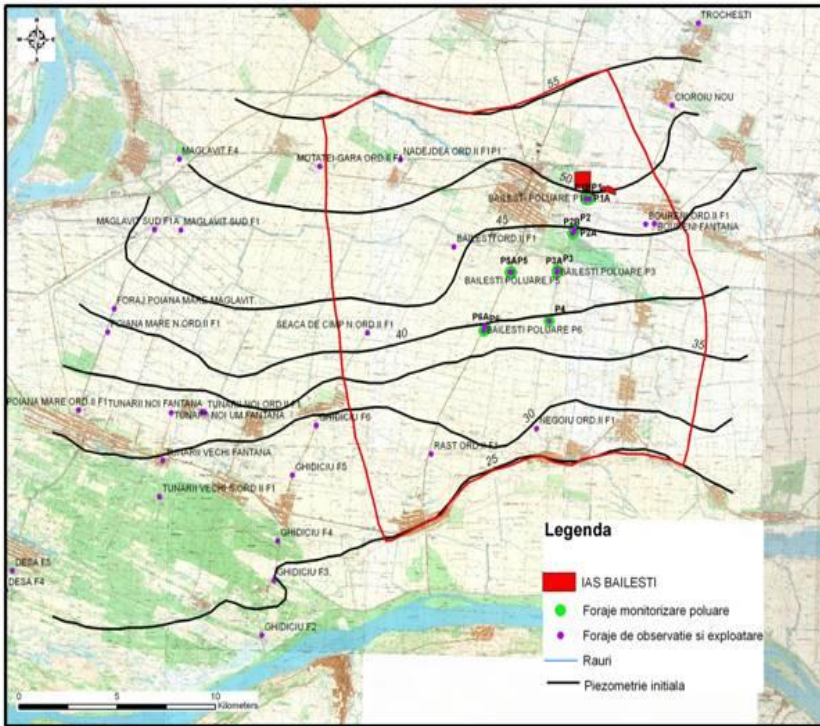 TROCHESTI
55
CIOROIU NOU
MAGLAVIT F4
MOTATEI-GARA ORD.II F1
NADEJDEA ORD.II F1P1
50
BAILESTI POLUARE P1
P1A
MAGLAVIT SUD F1A
MAGLAVIT SUD F1
45
P2B
P2
P2A
BOURENI ORD.II F1
BOURENI FANTANA
BAILESTI ORD.II F1
P5AP5
P3A
P3
BAILESTI POLUARE P3
BAILESTI POLUARE P5
FORAJ POIANA MARE-MAGLAVIT
POIANA MARE N.ORD.II F1
SEACA DE CIMP N.ORD.II F1
40
P6A
P4
BAILESTI POLUARE P6
35
POIANA MARE ORD.II F1
TUNARII NOI FANTANA
TUNARII NOI ORD.II F1
TUNARII NOI UM.FANTANA
GHIDICIU F6
30
NEGOIU ORD.II F1
TUNARII VECHI FANTANA
GHIDICIU F5
RAST ORD.II F1
25
TUNARII VECHI S.ORD.II F1
GHIDICIU F4
DESA F5
DESA F4
GHIDICIU F3
GHIDICIU F2
Legenda
IAS BAILESTI
Foraje monitorizare poluare
Foraje de observatie si exploatare
Rauri
Piezometrie initiala
0 5 10
Kilometers